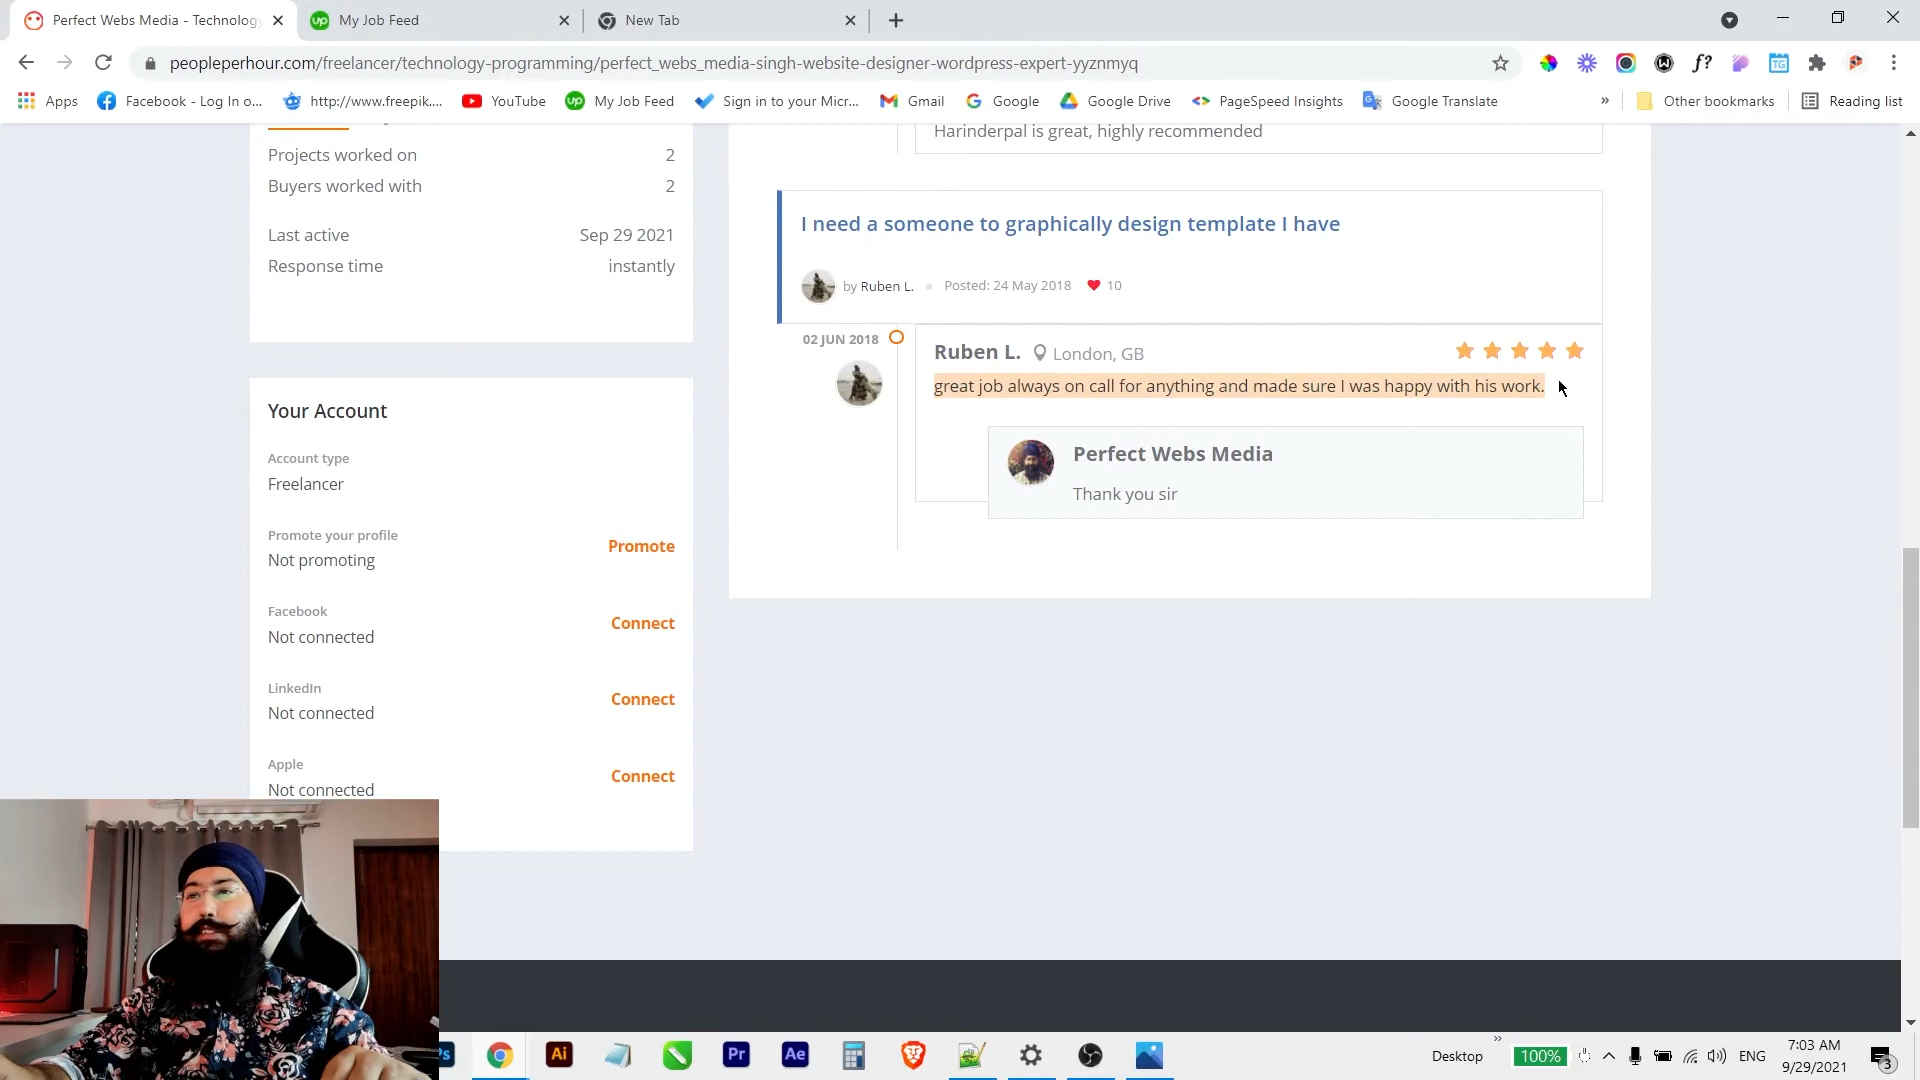 Perfect Webs Media - Technology
My Job Feed
New Tab
peopleperhour.com/freelancer/technology-programming/perfect_webs_media-singh-website-designer-wordpress-expert-yyznmyq
Apps
Facebook - Log In o...
http://www.freepik....
YouTube
My Job Feed
Sign in to your Micr...
Gmail
Google
Google Drive
PageSpeed Insights
Google Translate
»
Other bookmarks
Reading list
Projects worked on 2
Buyers worked with 2
Last active Sep 29 2021
Response time instantly
Your Account
Account type
Freelancer
Promote your profile
Not promoting
Promote
Facebook
Not connected
Connect
LinkedIn
Not connected
Connect
Apple
Not connected
Connect
Harinderpal is great, highly recommended
I need a someone to graphically design template I have
by Ruben L. Posted: 24 May 2018 10
02 JUN 2018
Ruben L. London, GB
great job always on call for anything and made sure I was happy with his work.
Perfect Webs Media
Thank you sir
Ai
Pr
Ae
Desktop
»
100%
ENG
7:03 AM
9/29/2021
3